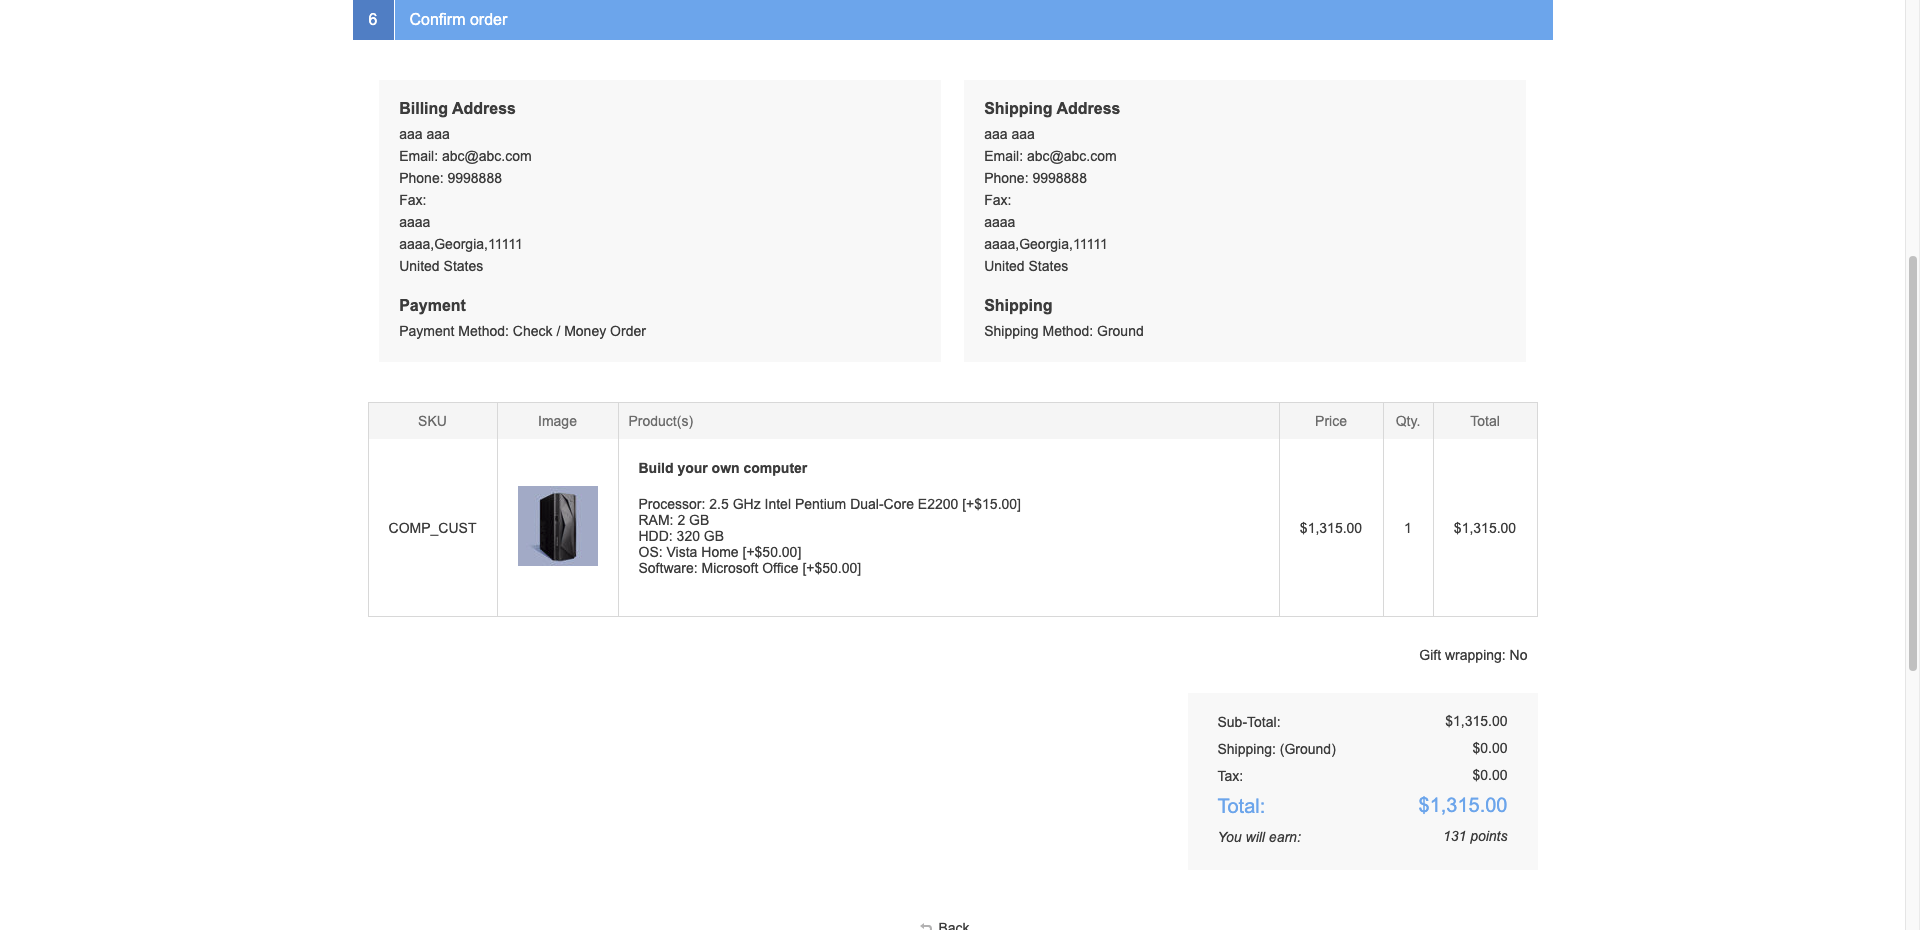 6 Confirm order
Billing Address
aaa aaa
Email: abc@abc.com
Phone: 9998888
Fax:
aaaa
aaaa,Georgia,11111
United States
Payment
Payment Method: Check / Money Order
Shipping Address
aaa aaa
Email: abc@abc.com
Phone: 9998888
Fax:
aaaa
aaaa,Georgia,11111
United States
Shipping
Shipping Method: Ground
SKU Image Product(s) Price Qty. Total
Build your own computer
Processor: 2.5 GHz Intel Pentium Dual-Core E2200 [+$15.00]
RAM: 2 GB
HDD: 320 GB
OS: Vista Home [+$50.00]
Software: Microsoft Office [+$50.00]
COMP_CUST $1,315.00 1 $1,315.00
Gift wrapping: No
Sub-Total: $1,315.00
Shipping: (Ground) $0.00
Tax: $0.00
Total: $1,315.00
You will earn: 131 points
Back